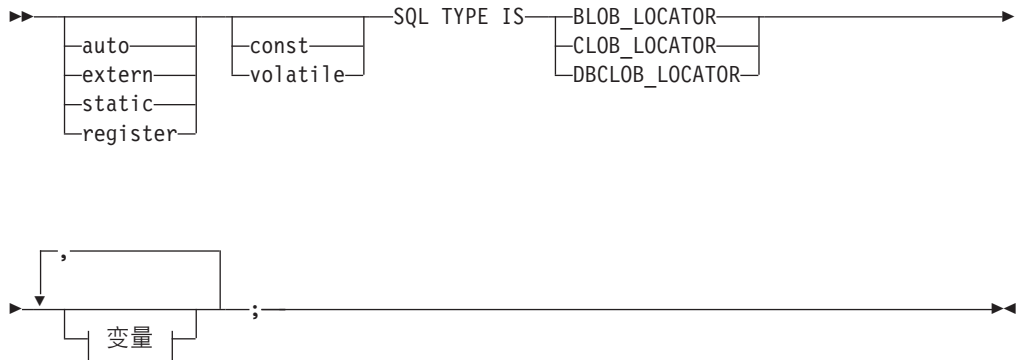 SQL TYPE IS BLOB_LOCATOR
auto const CLOB_LOCATOR
extern volatile DBCLOB_LOCATOR
static
register
,
;
变量